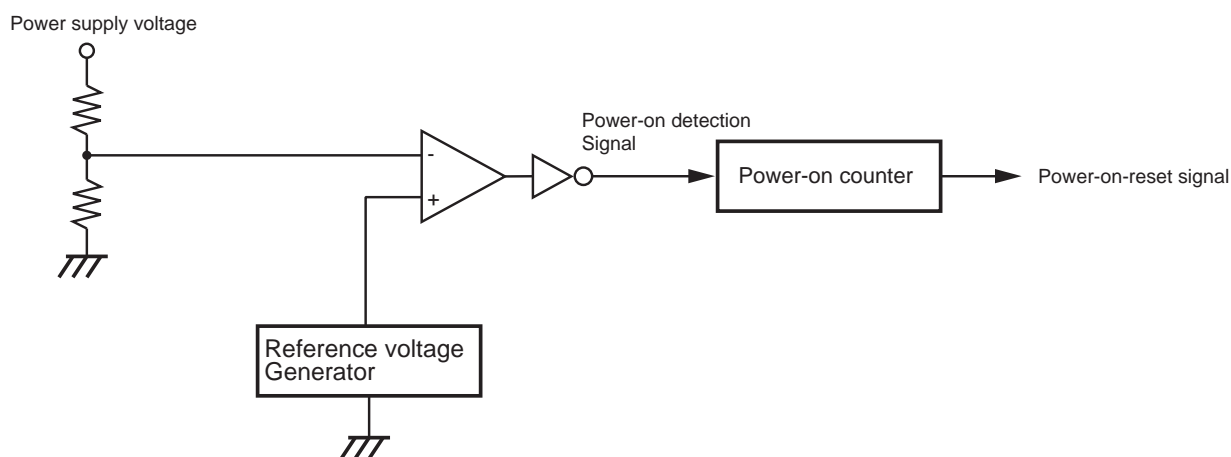 Power supply voltage
Power-on detection
Signal
-
+
Power-on counter
Power-on-reset signal
Reference voltage
Generator